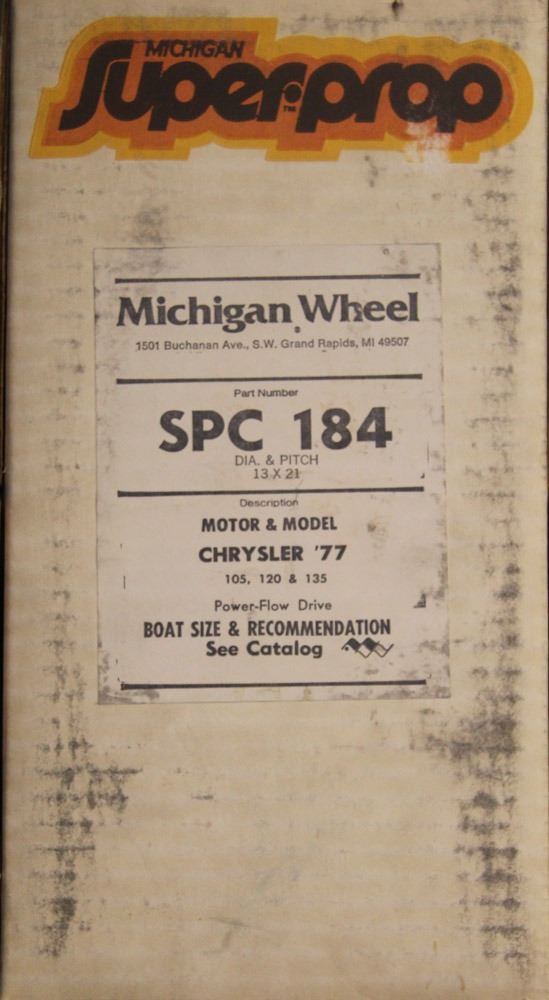 MICHIGAN
Superprop
TM
Michigan Wheel
1501 Buchanan Ave., S.W. Grand Rapids, MI 49507
Part Number
SPC 184
DIA. & PITCH
13 X 21
Description
MOTOR & MODEL
CHRYSLER '77
105, 120 & 135
Power-Flow Drive
BOAT SIZE & RECOMMENDATION
See Catalog